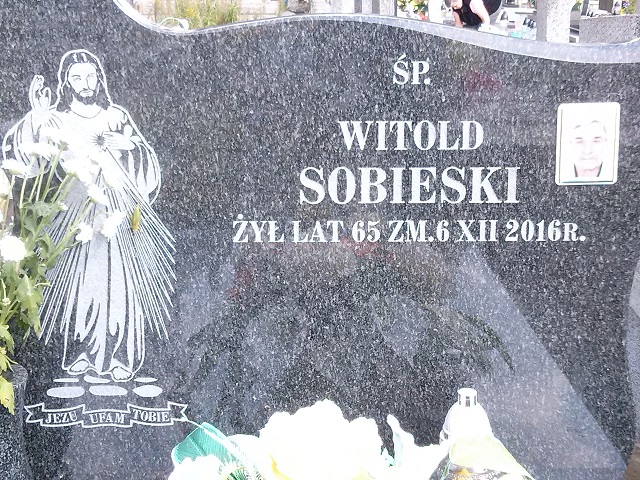 ŚP.
WITOLD
SOBIESKI
ŻYŁ LAT 65 ZM.6 XII 2016R.
JEZU UFAM TOBIE